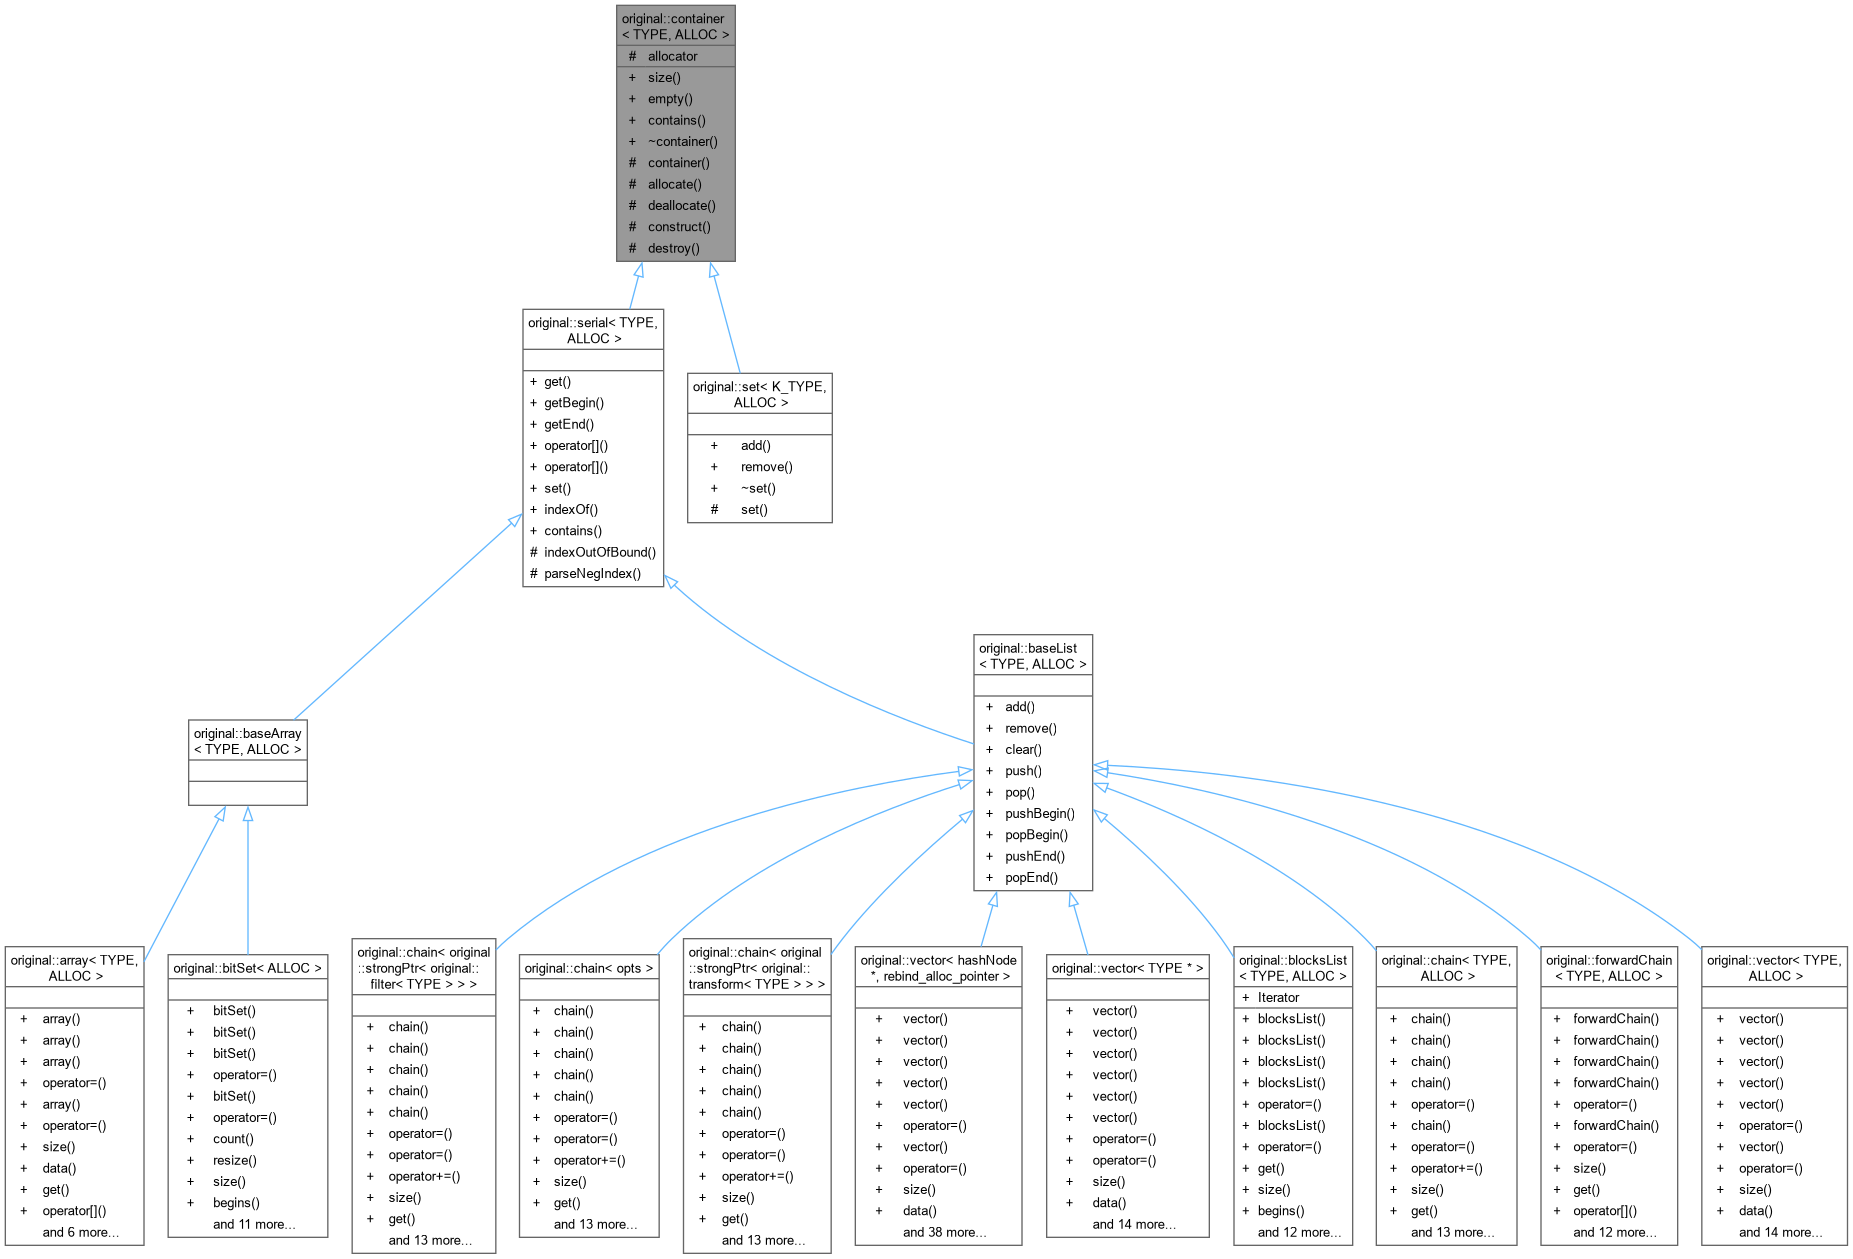 original::container
< TYPE, ALLOC >
# allocator
+ size()
+ empty()
+ contains()
+ ~container()
# container()
# allocate()
# deallocate()
# construct()
# destroy()
original::serial< TYPE,
ALLOC >
+ get()
+ getBegin()
+ getEnd()
+ operator[]()
+ operator[]()
+ set()
+ indexOf()
+ contains()
# indexOutOfBound()
# parseNegIndex()
original::set< K_TYPE,
ALLOC >
+ add()
+ remove()
+ ~set()
# set()
original::baseList
< TYPE, ALLOC >
+ add()
+ remove()
+ clear()
+ push()
+ pop()
+ pushBegin()
+ popBegin()
+ pushEnd()
+ popEnd()
original::baseArray
< TYPE, ALLOC >
original::array< TYPE,
ALLOC >
+ array()
+ array()
+ array()
+ operator=()
+ array()
+ operator=()
+ size()
+ data()
+ get()
+ operator[]()
and 6 more...
original::bitSet< ALLOC >
+ bitSet()
+ bitSet()
+ bitSet()
+ operator=()
+ bitSet()
+ operator=()
+ count()
+ resize()
+ size()
+ begins()
and 11 more...
original::chain< original
::strongPtr< original::
filter< TYPE > > >
+ chain()
+ chain()
+ chain()
+ chain()
+ chain()
+ operator=()
+ operator=()
+ operator+=()
+ size()
+ get()
and 13 more...
original::chain< opts >
+ chain()
+ chain()
+ chain()
+ chain()
+ chain()
+ operator=()
+ operator=()
+ operator+=()
+ size()
+ get()
and 13 more...
original::chain< original
::strongPtr< original::
transform< TYPE > > >
+ chain()
+ chain()
+ chain()
+ chain()
+ chain()
+ operator=()
+ operator=()
+ operator+=()
+ size()
+ get()
and 13 more...
original::vector< hashNode
*, rebind_alloc_pointer >
+ vector()
+ vector()
+ vector()
+ vector()
+ vector()
+ operator=()
+ vector()
+ operator=()
+ size()
+ data()
and 38 more...
original::vector< TYPE * >
+ vector()
+ vector()
+ vector()
+ vector()
+ vector()
+ vector()
+ operator=()
+ operator=()
+ size()
+ data()
and 14 more...
original::blocksList
< TYPE, ALLOC >
+ Iterator
+ blocksList()
+ blocksList()
+ blocksList()
+ blocksList()
+ operator=()
+ blocksList()
+ operator=()
+ get()
+ size()
+ begins()
and 12 more...
original::chain< TYPE,
ALLOC >
+ chain()
+ chain()
+ chain()
+ chain()
+ operator=()
+ chain()
+ operator=()
+ operator+=()
+ size()
+ get()
and 13 more...
original::forwardChain
< TYPE, ALLOC >
+ forwardChain()
+ forwardChain()
+ forwardChain()
+ forwardChain()
+ operator=()
+ forwardChain()
+ operator=()
+ size()
+ get()
+ operator[]()
and 12 more...
original::vector< TYPE,
ALLOC >
+ vector()
+ vector()
+ vector()
+ vector()
+ vector()
+ operator=()
+ vector()
+ operator=()
+ size()
+ data()
and 14 more...